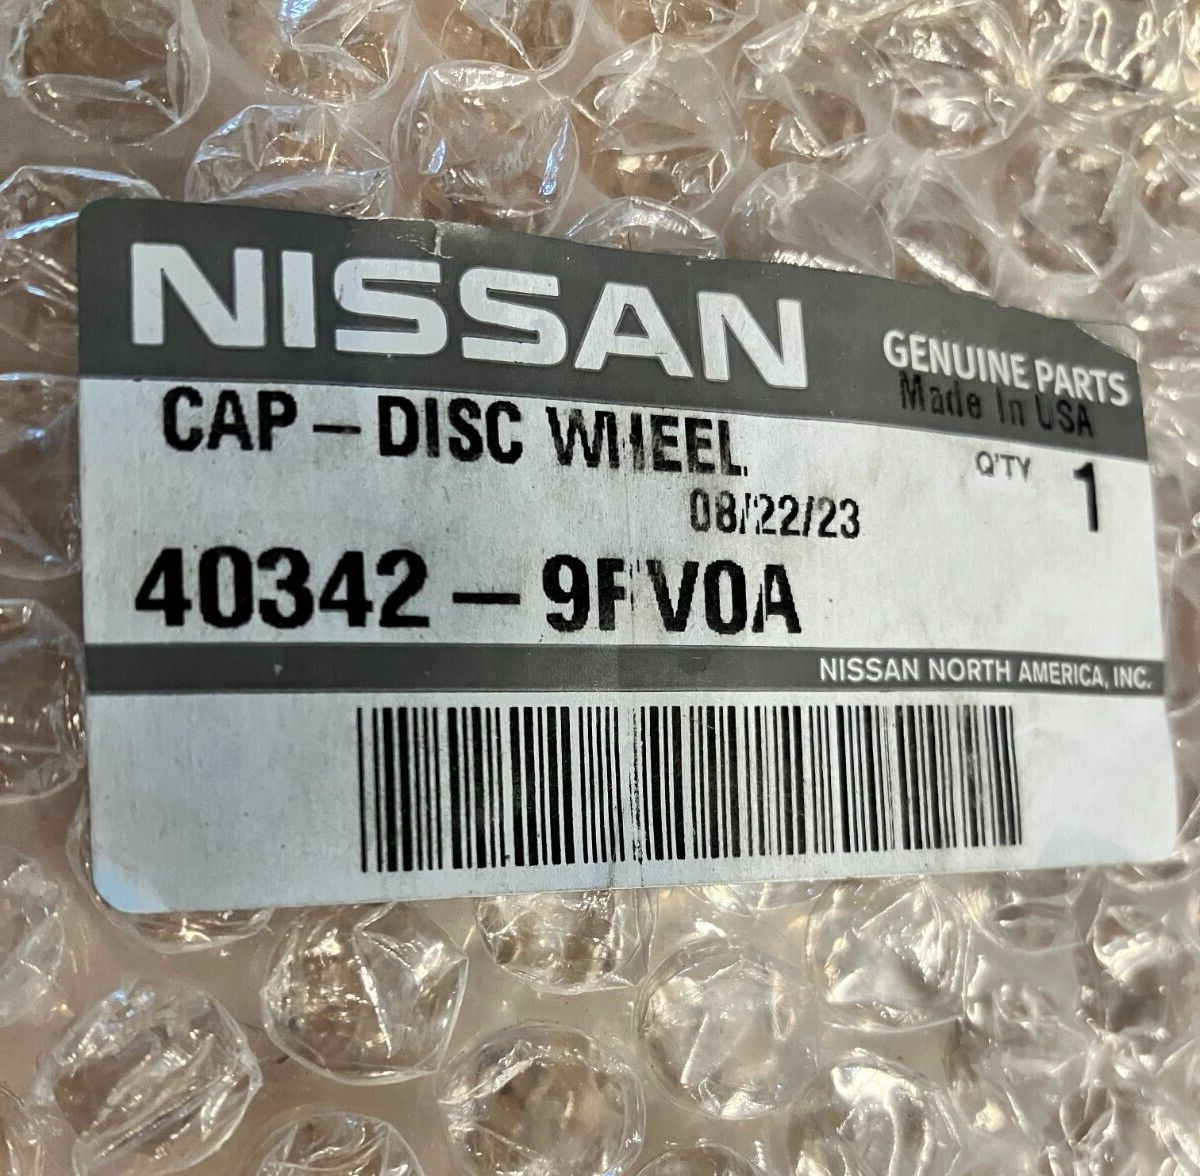 NISSAN
GENUINE PARTS
Made In USA
CAP-DISC WHEEL
Q'TY 1
08/22/23
40342-9FV0A
NISSAN NORTH AMERICA, INC.